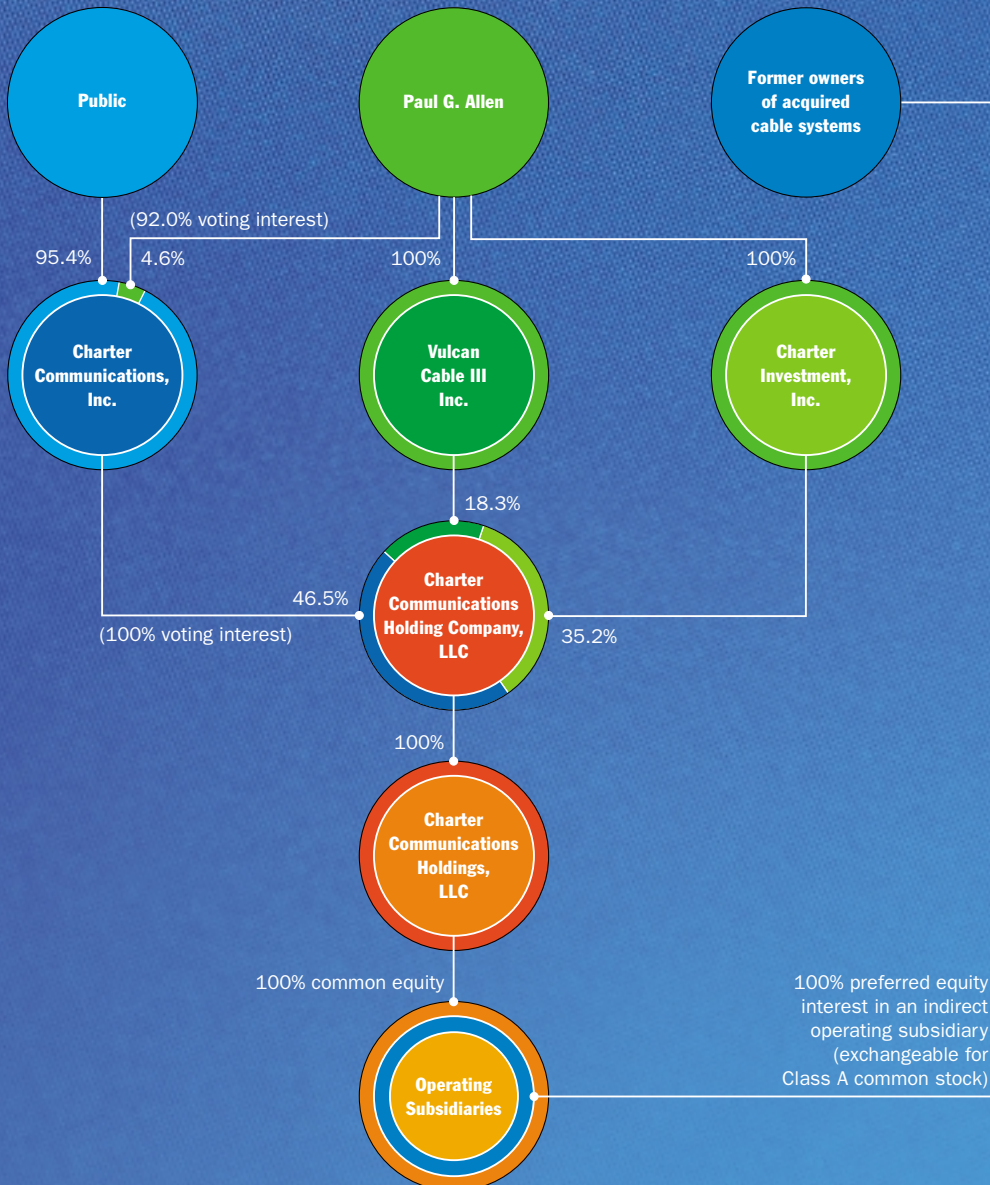 Public
Paul G. Allen
Former owners
of acquired
cable systems
(92.0% voting interest)
95.4%
4.6%
100%
100%
Charter
Communications,
Inc.
Vulcan
Cable III
Inc.
Charter
Investment,
Inc.
18.3%
46.5%
(100% voting interest)
35.2%
Charter
Communications
Holding Company,
LLC
100%
Charter
Communications
Holdings,
LLC
100% common equity
100% preferred equity
interest in an indirect
operating subsidiary
(exchangeable for
Class A common stock)
Operating
Subsidiaries